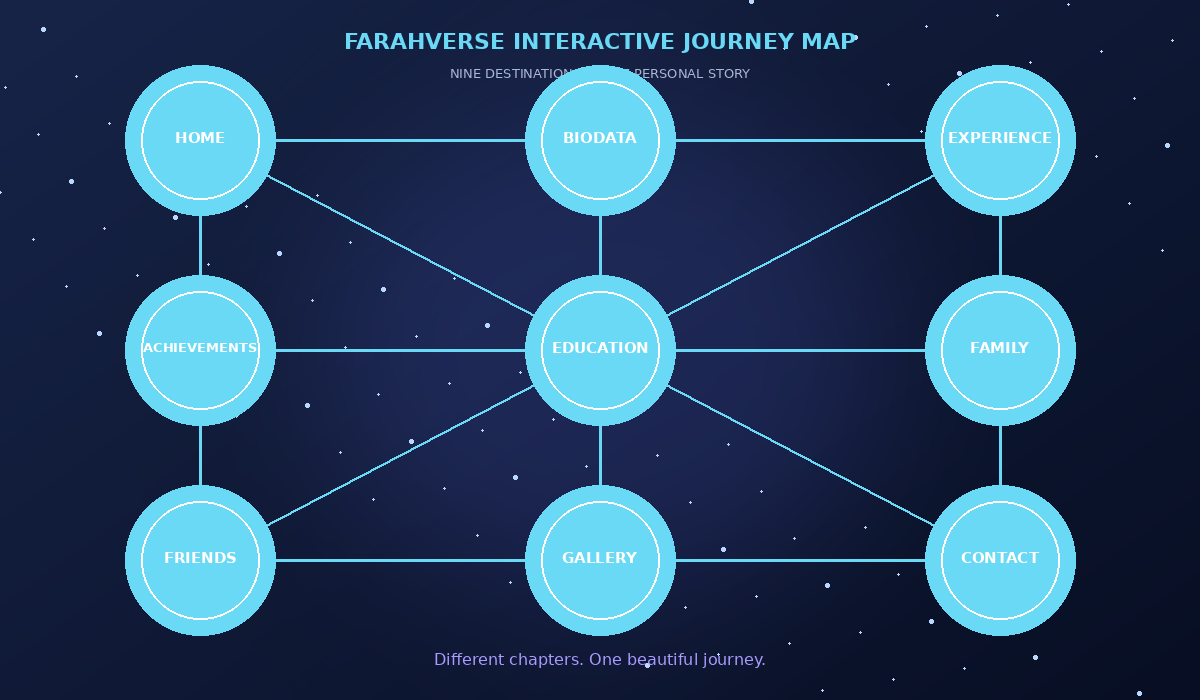 FARAHVERSE INTERACTIVE JOURNEY MAP
NINE DESTINATION PERSONAL STORY
HOME
BIODATA
EXPERIENCE
ACHIEVEMENTS
EDUCATION
FAMILY
FRIENDS
GALLERY
CONTACT
Different chapters. One beautiful journey.